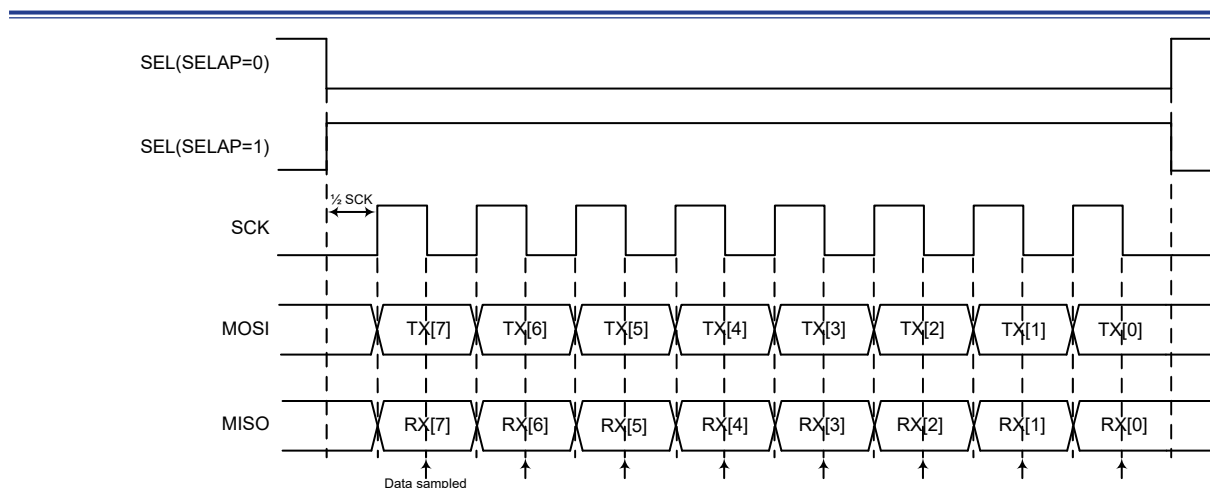 SEL(SELAP=0)
SEL(SELAP=1)
½ SCK
SCK
MOSI TX[7] TX[6] TX[5] TX[4] TX[3] TX[2] TX[1] TX[0]
MISO RX[7] RX[6] RX[5] RX[4] RX[3] RX[2] RX[1] RX[0]
Data sampled